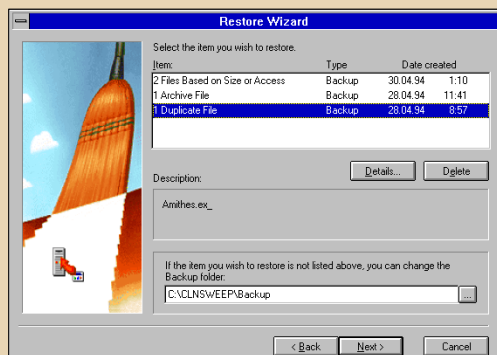 Restore Wizard
Select the item you wish to restore.
Item: Type Date created
2 Files Based on Size or Access Backup 30.04.94 1:10
1 Archive File Backup 28.04.94 11:41
1 Duplicate File Backup 28.04.94 8:57
Details... Delete
Description:
Amithes.ex_
If the item you wish to restore is not listed above, you can change the
Backup folder:
C:\CLNSWEEP\Backup ...
< Back Next > Cancel